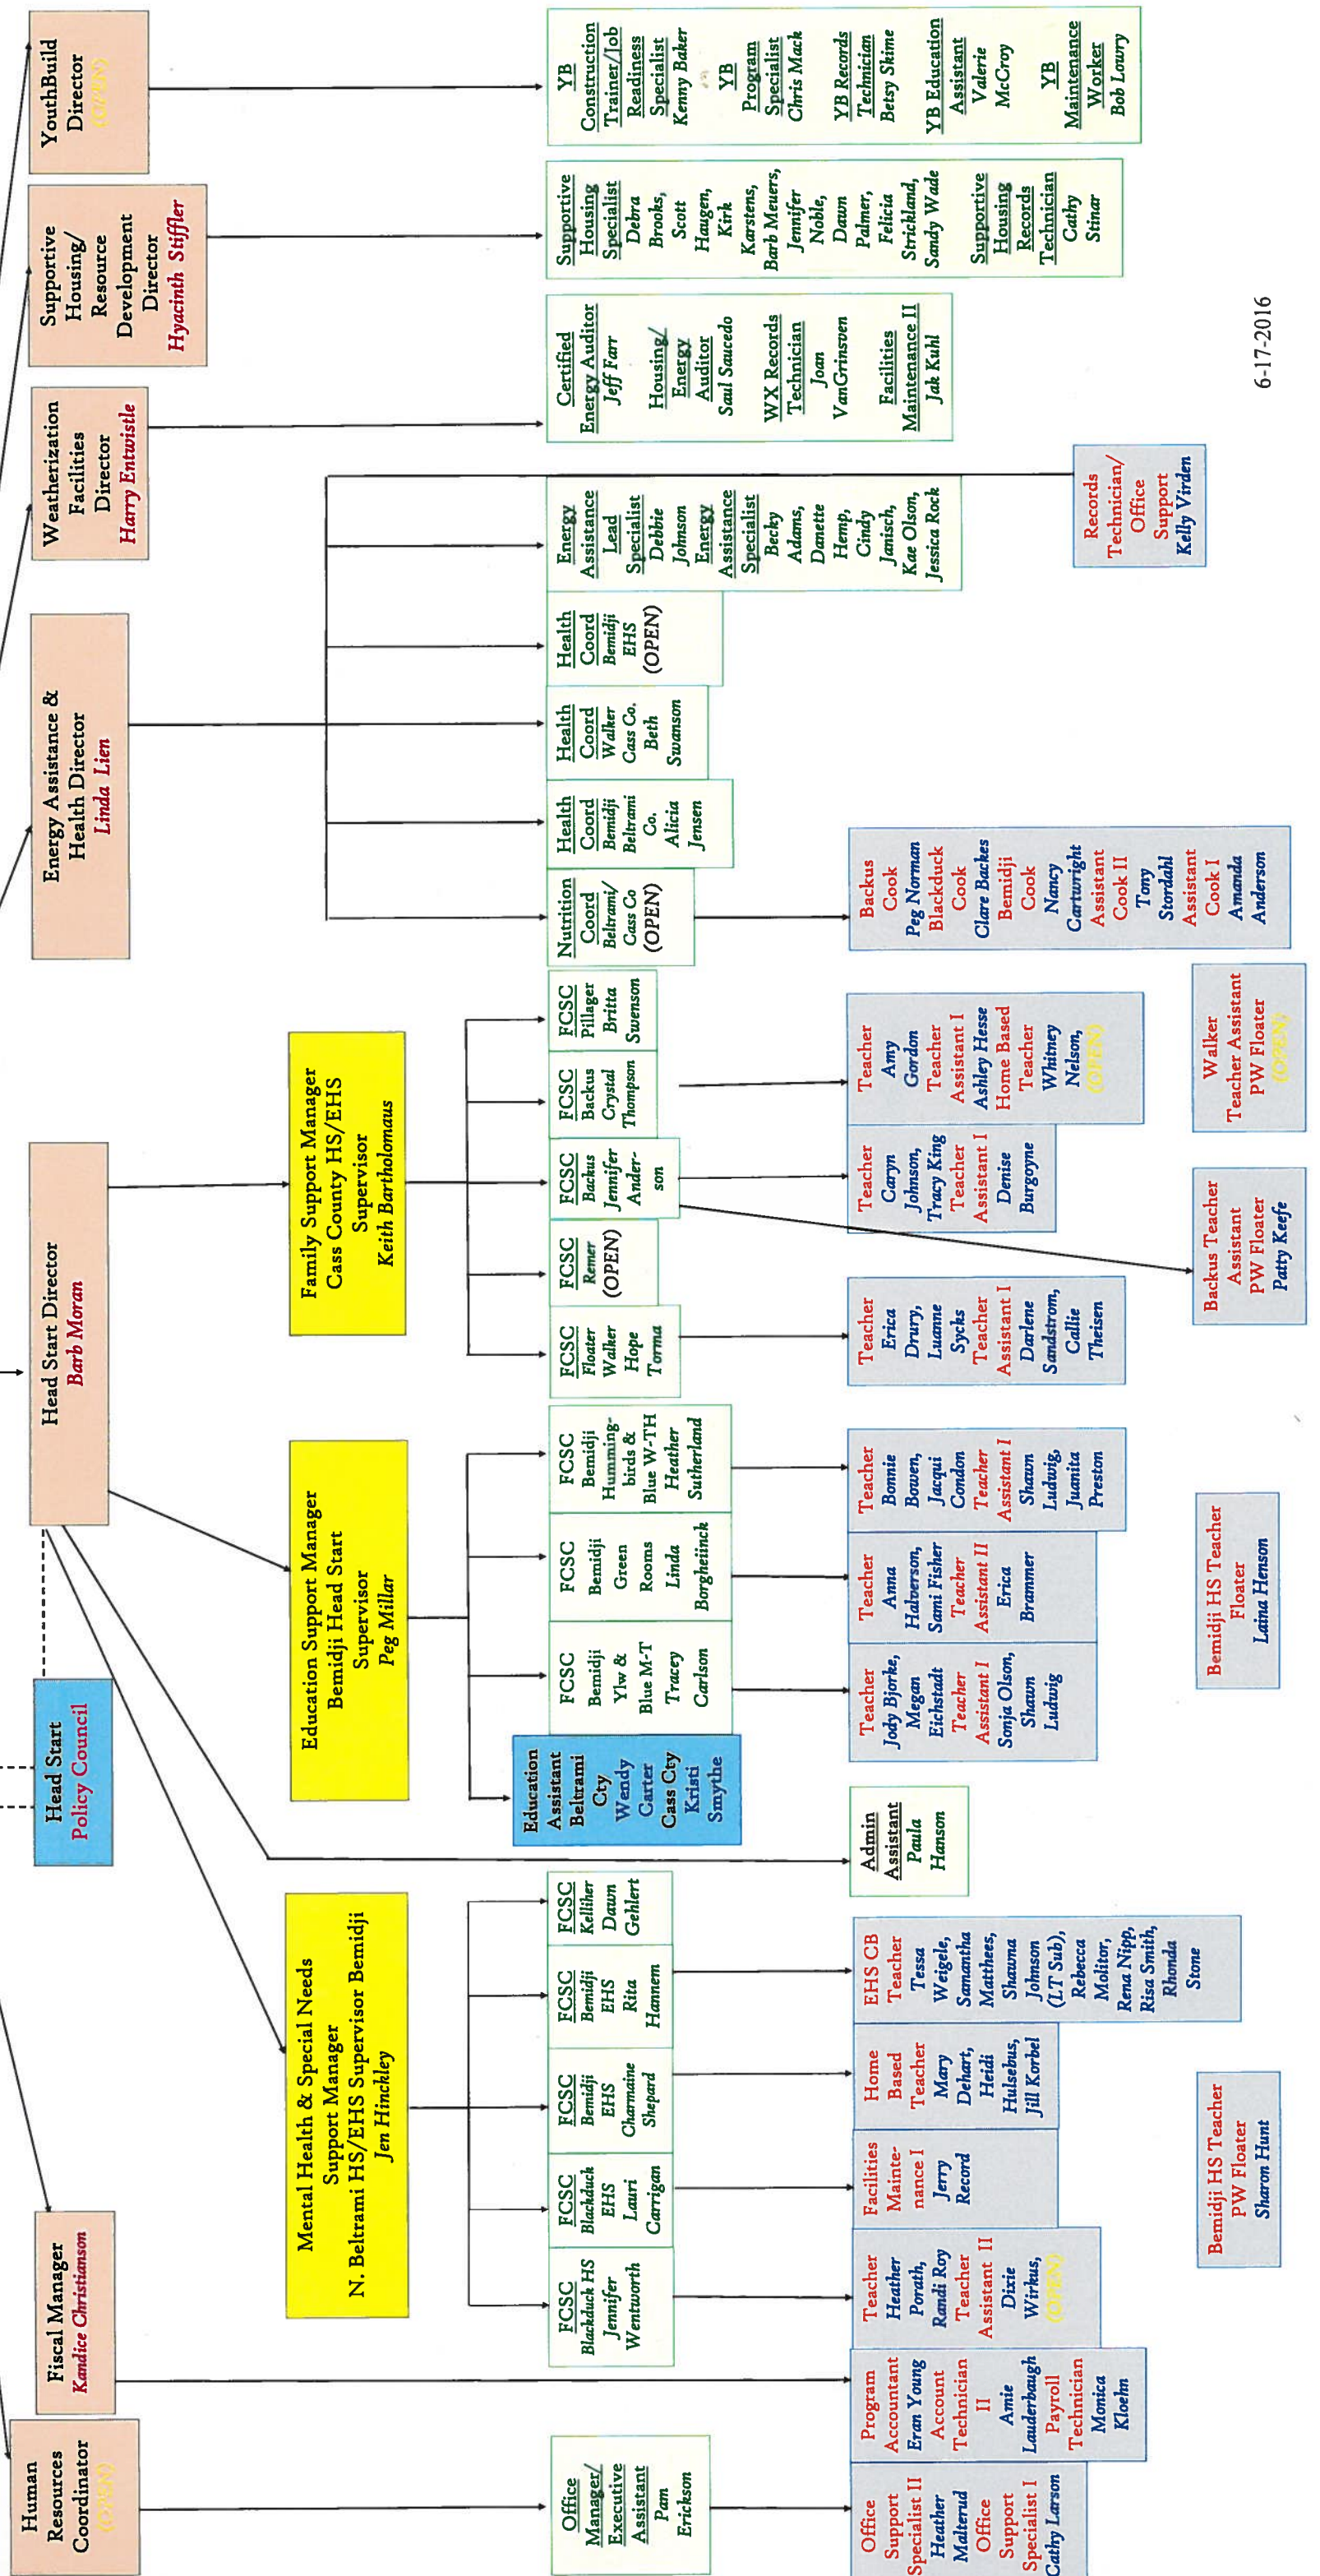 Human
Resources
Coordinator
(OPEN)
Fiscal Manager
Kandice Christianson
Head Start
Policy Council
Head Start Director
Barb Moran
Energy Assistance &
Health Director
Linda Lien
Weatherization
Facilities
Director
Harry Entwistle
Supportive
Housing/
Resource
Development
Director
Hyacinth Stiffler
YouthBuild
Director
(OPEN)
Mental Health & Special Needs
Support Manager
N. Beltrami HS/EHS Supervisor Bemidji
Jen Hinckley
Education Support Manager
Bemidji Head Start
Supervisor
Peg Millar
Family Support Manager
Cass County HS/EHS
Supervisor
Keith Bartholomaus
Office
Manager/
Executive
Assistant
Pam
Erickson
FCSC
Blackduck HS
Jennifer
Wentworth
FCSC
Blackduck
EHS
Lauri
Carrigan
FCSC
Bemidji
EHS
Charmaine
Shepard
FCSC
Bemidji
EHS
Rita
Hannem
FCSC
Kelliher
Dawn
Gehlert
Education
Assistant
Beltrami
Cty
Wendy
Carter
Cass Cty
Kristi
Smythe
FCSC
Bemidji
Ylw &
Blue M-T
Tracey
Carlson
FCSC
Bemidji
Green
Rooms
Linda
Borgheiinck
FCSC
Bemidji
Humming-
birds &
Blue W-TH
Heather
Sutherland
FCSC
Floater
Walker
Hope
Torma
FCSC
Remer
(OPEN)
FCSC
Backus
Jennifer
Ander-
son
FCSC
Backus
Crystal
Thompson
FCSC
Pillager
Britta
Swenson
Nutrition
Coord
Beltrami/
Cass Co
(OPEN)
Health
Coord
Bemidji
Beltrami
Co.
Alicia
Jensen
Health
Coord
Walker
Cass Co.
Beth
Swanson
Health
Coord
Bemidji
EHS
(OPEN)
Energy
Assistance
Lead
Specialist
Debbie
Johnson
Energy
Assistance
Specialist
Becky
Adams,
Danette
Hemp,
Cindy
Janisch,
Kae Olson,
Jessica Rock
Certified
Energy Auditor
Jeff Farr
Housing/
Energy
Auditor
Saul Saucedo
WX Records
Technician
Joan
VanGrinsven
Facilities
Maintenance II
Jak Kuhl
Supportive
Housing
Specialist
Debra
Brooks,
Scott
Haugen,
Kirk
Karstens,
Barb Meuers,
Jennifer
Noble,
Dawn
Palmer,
Felicia
Strickland,
Sandy Wade
Supportive
Housing
Records
Technician
Cathy
Stinar
YB
Construction
Trainer/Job
Readiness
Specialist
Kenny Baker
YB
Program
Specialist
Chris Mack
YB Records
Technician
Betsy Skime
YB Education
Assistant
Valerie
McCroy
YB
Maintenance
Worker
Bob Lowry
Office
Support
Specialist II
Heather
Malterud
Office
Support
Specialist I
Cathy Larson
Program
Accountant
Eran Young
Account
Technician
II
Amie
Lauderbaugh
Payroll
Technician
Monica
Kloehn
Teacher
Heather
Porath,
Randi Roy
Teacher
Assistant II
Dixie
Wirkus,
(OPEN)
Facilities
Mainte-
nance I
Jerry
Record
Home
Based
Teacher
Mary
Dehart,
Heidi
Hulsebus,
Jill Korbel
EHS CB
Teacher
Tessa
Weigele,
Samantha
Matthees,
Shawna
Johnson
(LT Sub),
Rebecca
Molitor,
Rena Nipp,
Risa Smith,
Rhonda
Stone
Admin
Assistant
Paula
Hanson
Teacher
Jody Bjorke,
Megan
Eichstadt
Teacher
Assistant I
Sonja Olson,
Shawn
Ludwig
Teacher
Anna
Halverson,
Sami Fisher
Teacher
Assistant II
Erica
Brammer
Teacher
Bonnie
Bowen,
Jacqui
Condon
Teacher
Assistant I
Shawn
Ludwig,
Juanita
Preston
Teacher
Erica
Drury,
Luanne
Sycks
Teacher
Assistant I
Darlene
Sandstrom,
Callie
Theisen
Teacher
Caryn
Johnson,
Tracy King
Teacher
Assistant I
Denise
Burgoyne
Teacher
Amy
Gordon
Teacher
Assistant I
Ashley Hesse
Home Based
Teacher
Whitney
Nelson,
(OPEN)
Backus
Cook
Peg Norman
Blackduck
Cook
Clare Backes
Bemidji
Cook
Nancy
Cartwright
Assistant
Cook II
Tony
Stordahl
Assistant
Cook I
Amanda
Anderson
Records
Technician/
Office
Support
Kelly Virden
Bemidji HS Teacher
PW Floater
Sharon Hunt
Bemidji HS Teacher
Floater
Laina Henson
Backus Teacher
Assistant
PW Floater
Patty Keefe
Walker
Teacher Assistant
PW Floater
(OPEN)
6-17-2016